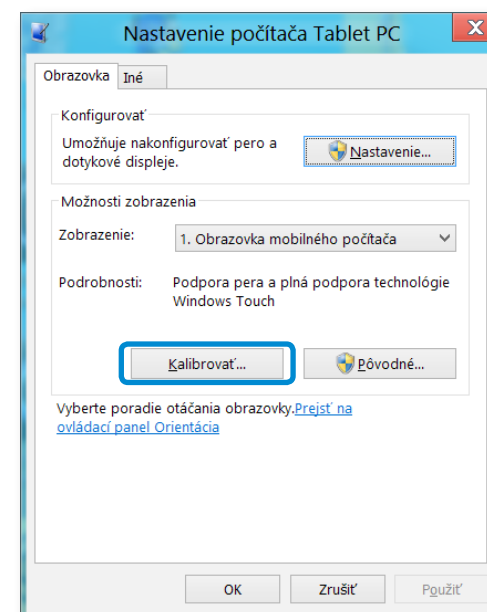 Nastavenie počítača Tablet PC
X
Obrazovka
Iné
Konfigurovať
Umožňuje nakonfigurovať pero a
dotykové displeje.
Nastavenie...
Možnosti zobrazenia
Zobrazenie:
1. Obrazovka mobilného počítača
Podrobnosti:
Podpora pera a plná podpora technológie
Windows Touch
Kalibrovať...
Pôvodné...
Vyberte poradie otáčania obrazovky.Prejsť na
ovládací panel Orientácia
OK
Zrušiť
Použiť